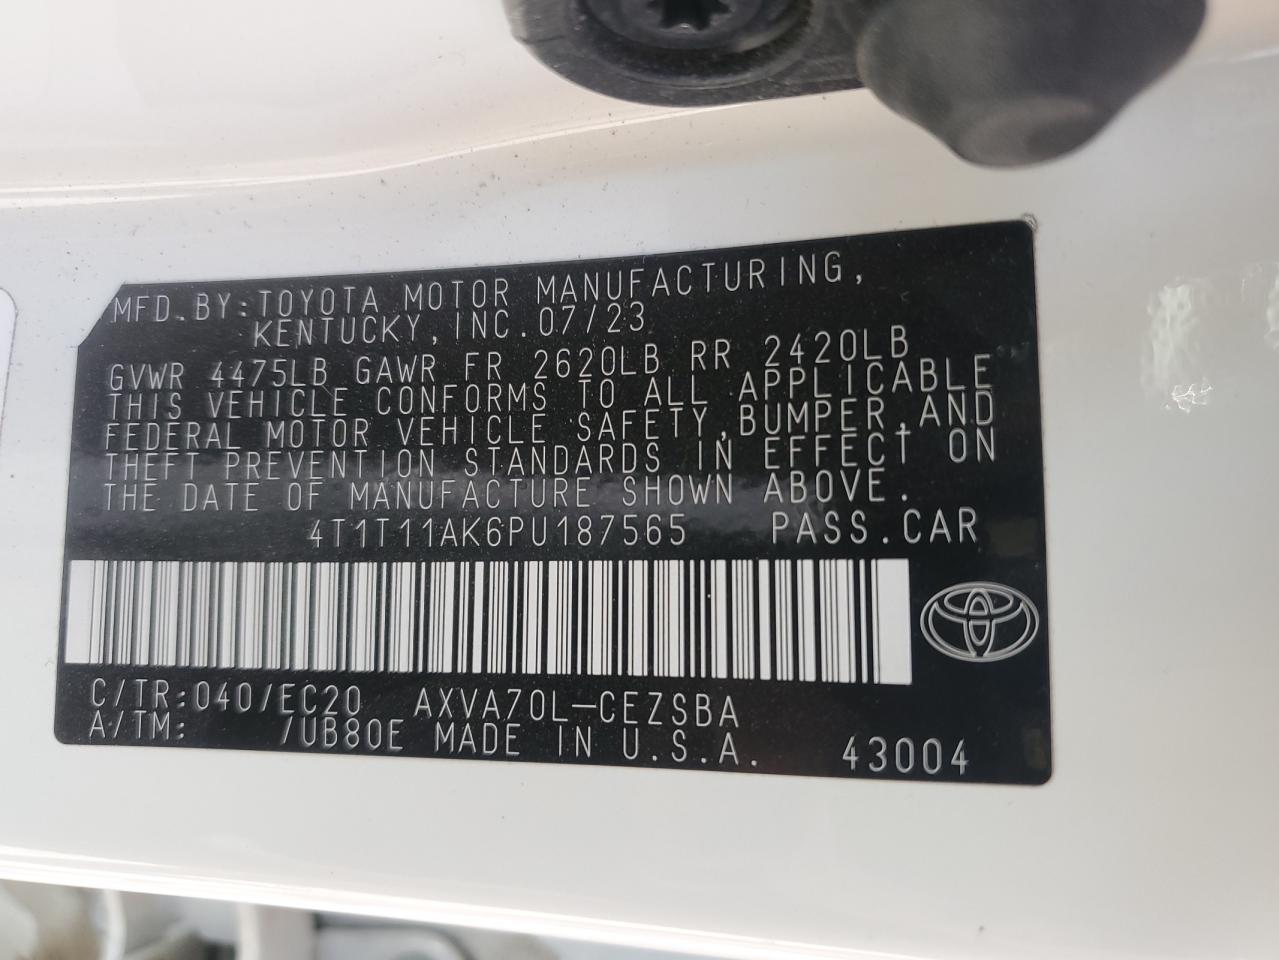 MFD.BY:TOYOTA MOTOR MANUFACTURING,
KENTUCKY,INC.07/23
GVWR 4475LB GAWR FR 2620LB RR 2420LB
THIS VEHICLE CONFORMS TO ALL APPLICABLE
FEDERAL MOTOR VEHICLE SAFETY,BUMPER,AND
THEFT PREVENTION STANDARDS IN EFFECT ON
THE DATE OF MANUFACTURE SHOWN ABOVE.
4T1T11AK6PU187565 PASS.CAR
C/TR:040/EC20 AXVA70L-CEZSBA
A/TM: /UB80E MADE IN U.S.A. 43004